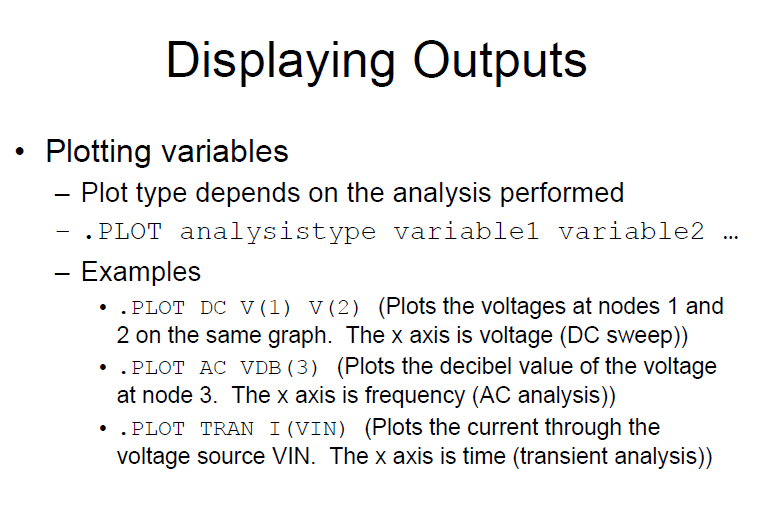 Displaying Outputs
• Plotting variables
– Plot type depends on the analysis performed
– .PLOT analysistype variable1 variable2 …
– Examples
• .PLOT DC V(1) V(2) (Plots the voltages at nodes 1 and
2 on the same graph. The x axis is voltage (DC sweep))
• .PLOT AC VDB(3) (Plots the decibel value of the voltage
at node 3. The x axis is frequency (AC analysis))
• .PLOT TRAN I(VIN) (Plots the current through the
voltage source VIN. The x axis is time (transient analysis))